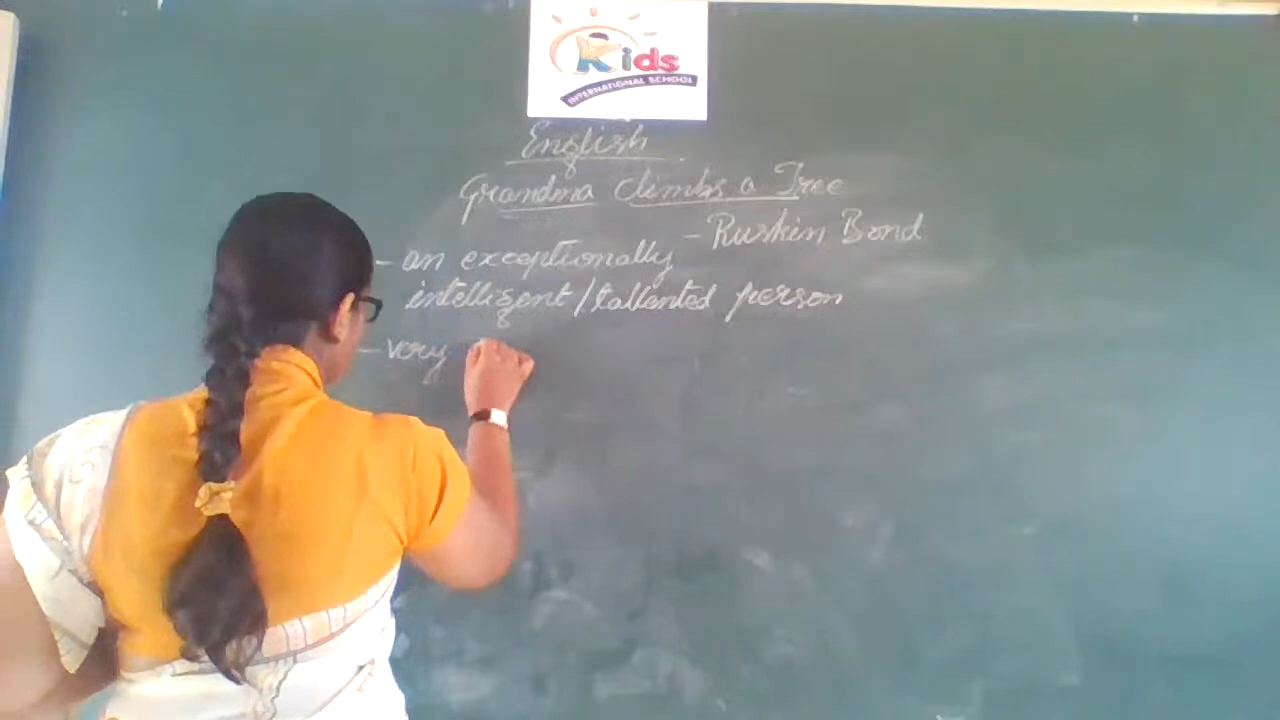 Kids
INTERNATIONAL SCHOOL
English
Grandma Climbs a Tree
- Ruskin Bond
- an exceptionally
intelligent / tallented person
- very